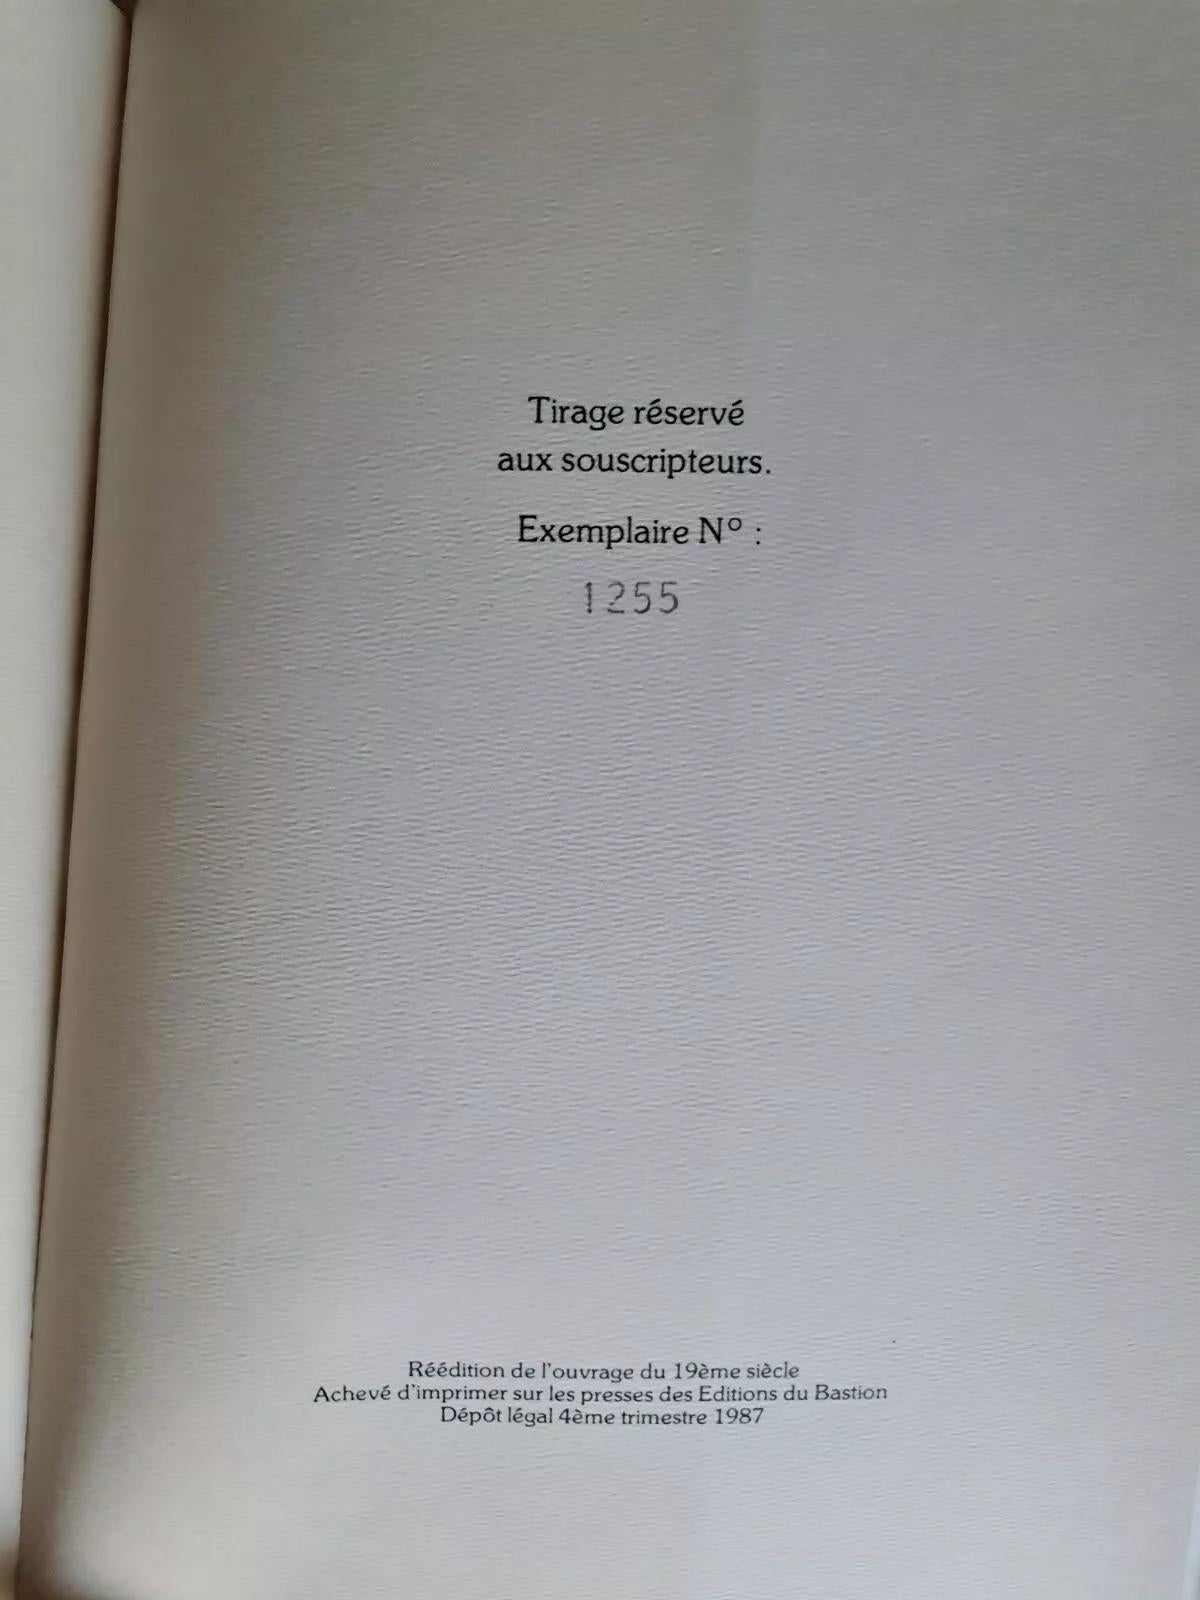 Tirage réservé
aux souscripteurs.
Exemplaire Nº :
1255
Réédition de l'ouvrage du 19ème siècle
Achevé d'imprimer sur les presses des Editions du Bastion
Dépôt légal 4ème trimestre 1987